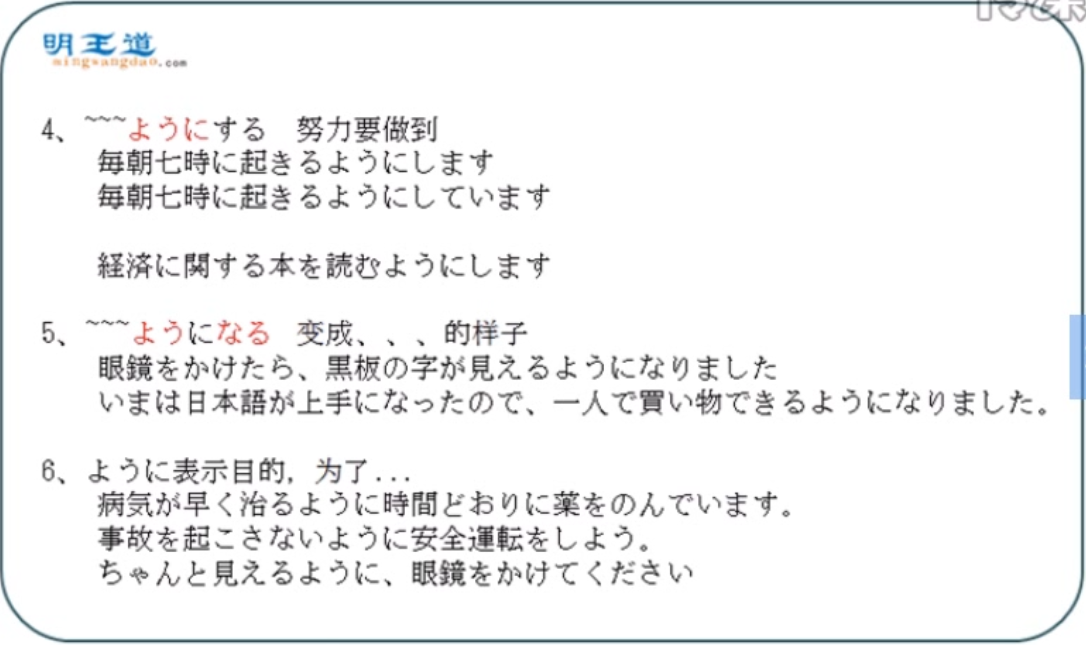 明王道
mingwangdao.com
4、~~~ようにする 努力要做到
毎朝七時に起きるようにします
毎朝七時に起きるようにしています
経済に関する本を読むようにします
5、~~~ようになる 变成、、、的样子
眼鏡をかけたら、黒板の字が見えるようになりました
いまは日本語が上手になったので、一人で買い物できるようになりました。
6、ように表示目的，为了...
病気が早く治るように時間どおりに薬をのんでいます。
事故を起こさないように安全運転をしよう。
ちゃんと見えるように、眼鏡をかけてください